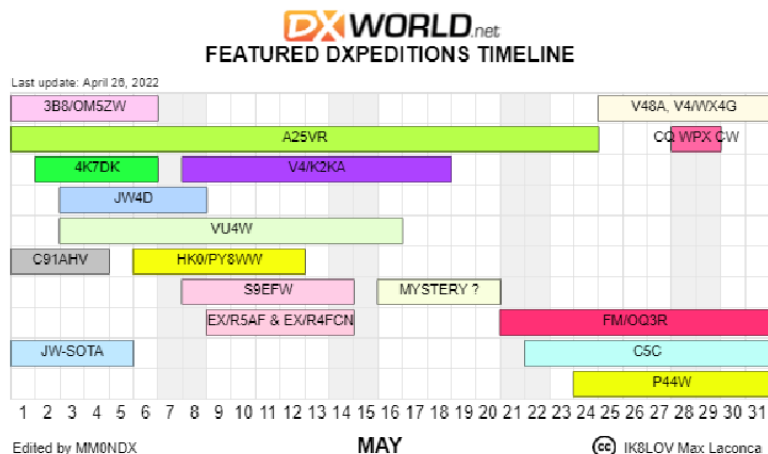 DXWORLD.net
FEATURED DXPEDITIONS TIMELINE
Last update: April 26, 2022
3B8/OM5ZW V48A, V4/WX4G
A25VR CQ WPX CW
4K7DK V4/K2KA
JW4D
VU4W
C91AHV HK0/PY8WW
S9EFW MYSTERY ?
EX/R5AF & EX/R4FCN FM/OQ3R
JW-SOTA C5C
P44W
1 2 3 4 5 6 7 8 9 10 11 12 13 14 15 16 17 18 19 20 21 22 23 24 25 26 27 28 29 30 31
Edited by MM0NDX MAY cc IK8LOV Max Laconca